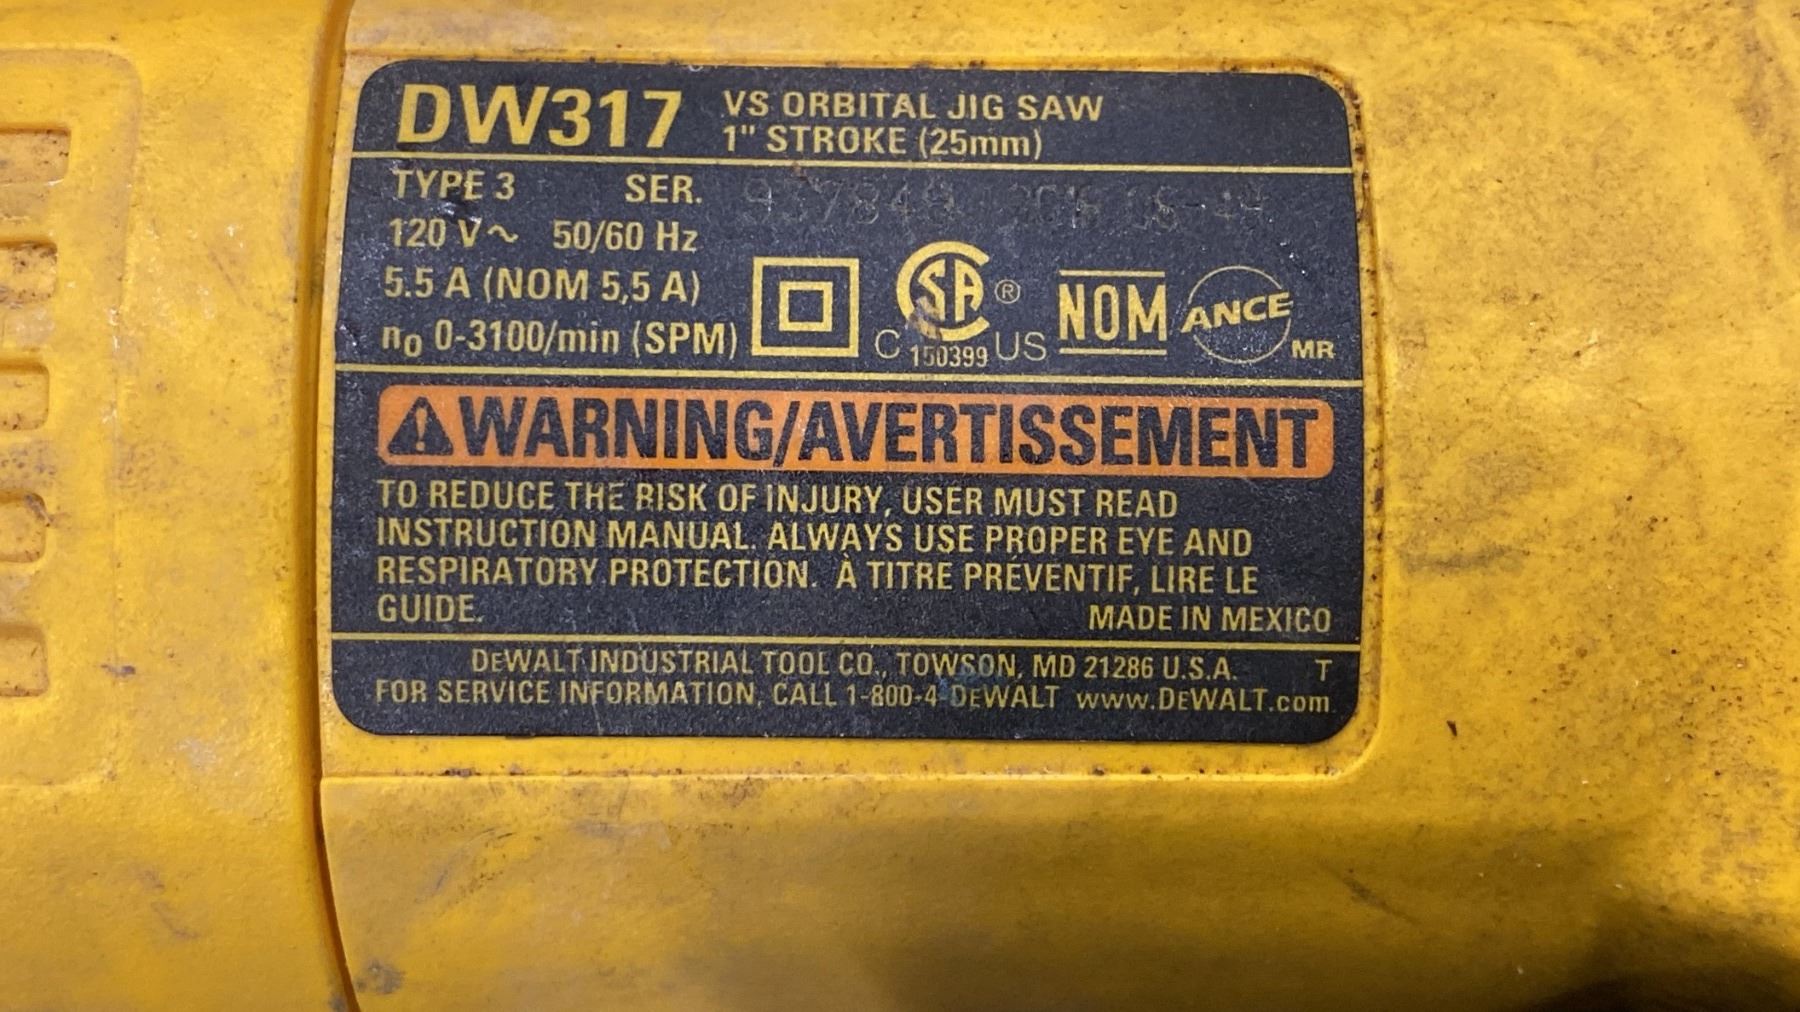 DW317
VS ORBITAL JIG SAW
1" STROKE (25mm)
TYPE 3 SER. 937848
120 V~ 50/60 Hz
5.5 A (NOM 5,5 A)
n₀ 0-3100/min (SPM)
CSA ®
C 150399 US
NOM
ANCE
MR
⚠WARNING/AVERTISSEMENT
TO REDUCE THE RISK OF INJURY, USER MUST READ
INSTRUCTION MANUAL. ALWAYS USE PROPER EYE AND
RESPIRATORY PROTECTION. À TITRE PRÉVENTIF, LIRE LE
GUIDE. MADE IN MEXICO
DEWALT INDUSTRIAL TOOL CO., TOWSON, MD 21286 U.S.A. T
FOR SERVICE INFORMATION, CALL 1-800-4-DEWALT www.DEWALT.com